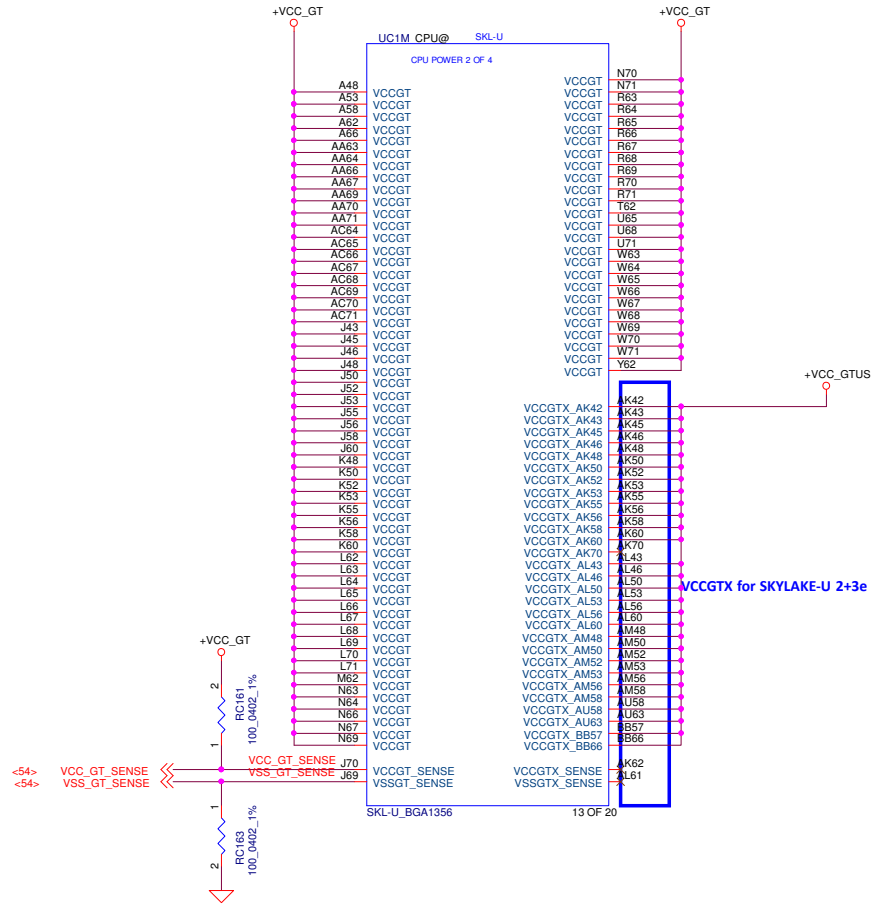 +VCC_GT
+VCC_GT
UC1M CPU@ SKL-U
CPU POWER 2 OF 4
N70
VCCGT
A48 VCCGT VCCGT N71
A53 VCCGT VCCGT R63
A58 VCCGT VCCGT R64
A62 VCCGT VCCGT R65
A66 VCCGT VCCGT R66
AA63 VCCGT VCCGT R67
AA64 VCCGT VCCGT R68
AA66 VCCGT VCCGT R69
AA67 VCCGT VCCGT R70
AA69 VCCGT VCCGT R71
AA70 VCCGT VCCGT T62
AA71 VCCGT VCCGT U65
AC64 VCCGT VCCGT U68
AC65 VCCGT VCCGT U71
AC66 VCCGT VCCGT W63
AC67 VCCGT VCCGT W64
AC68 VCCGT VCCGT W65
AC69 VCCGT VCCGT W66
AC70 VCCGT VCCGT W67
AC71 VCCGT VCCGT W68
J43 VCCGT VCCGT W69
J45 VCCGT VCCGT W70
J46 VCCGT VCCGT W71
J48 VCCGT VCCGT Y62
J50 VCCGT
+VCC_GTUS
J52 VCCGT
J53 VCCGT VCCGTX_AK42 AK42
J55 VCCGT VCCGTX_AK43 AK43
J56 VCCGT VCCGTX_AK45 AK45
J58 VCCGT VCCGTX_AK46 AK46
J60 VCCGT VCCGTX_AK48 AK48
K48 VCCGT VCCGTX_AK50 AK50
K50 VCCGT VCCGTX_AK52 AK52
K52 VCCGT VCCGTX_AK53 AK53
K53 VCCGT VCCGTX_AK55 AK55
K55 VCCGT VCCGTX_AK56 AK56
K56 VCCGT VCCGTX_AK58 AK58
K58 VCCGT VCCGTX_AK60 AK60
K60 VCCGT VCCGTX_AK70 AK70
L62 VCCGT VCCGTX_AL43 AL43
L63 VCCGT VCCGTX_AL46 AL46
L64 VCCGT VCCGTX_AL50 AL50
VCCGTX for SKYLAKE-U 2+3e
L65 VCCGT VCCGTX_AL53 AL53
L66 VCCGT VCCGTX_AL56 AL56
L67 VCCGT VCCGTX_AL60 AL60
L68 VCCGT VCCGTX_AM48 AM48
L69 VCCGT VCCGTX_AM50 AM50
L70 VCCGT VCCGTX_AM52 AM52
L71 VCCGT VCCGTX_AM53 AM53
M62 VCCGT VCCGTX_AM56 AM56
N63 VCCGT VCCGTX_AM58 AM58
N64 VCCGT VCCGTX_AU58 AU58
N66 VCCGT VCCGTX_AU63 AU63
N67 VCCGT VCCGTX_BB57 BB57
N69 VCCGT VCCGTX_BB66 BB66
+VCC_GT
2
RC161
100_0402_1%
1
<54> VCC_GT_SENSE VCC_GT_SENSE J70 VCCGT_SENSE VCCGTX_SENSE AK62
<54> VSS_GT_SENSE VSS_GT_SENSE J69 VSSGT_SENSE VSSGTX_SENSE AL61
SKL-U_BGA1356 13 OF 20
1
RC163
100_0402_1%
2